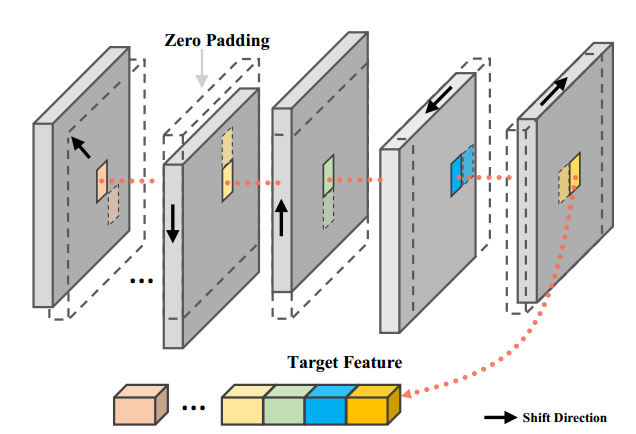 Zero Padding
...
Target Feature
...
Shift Direction